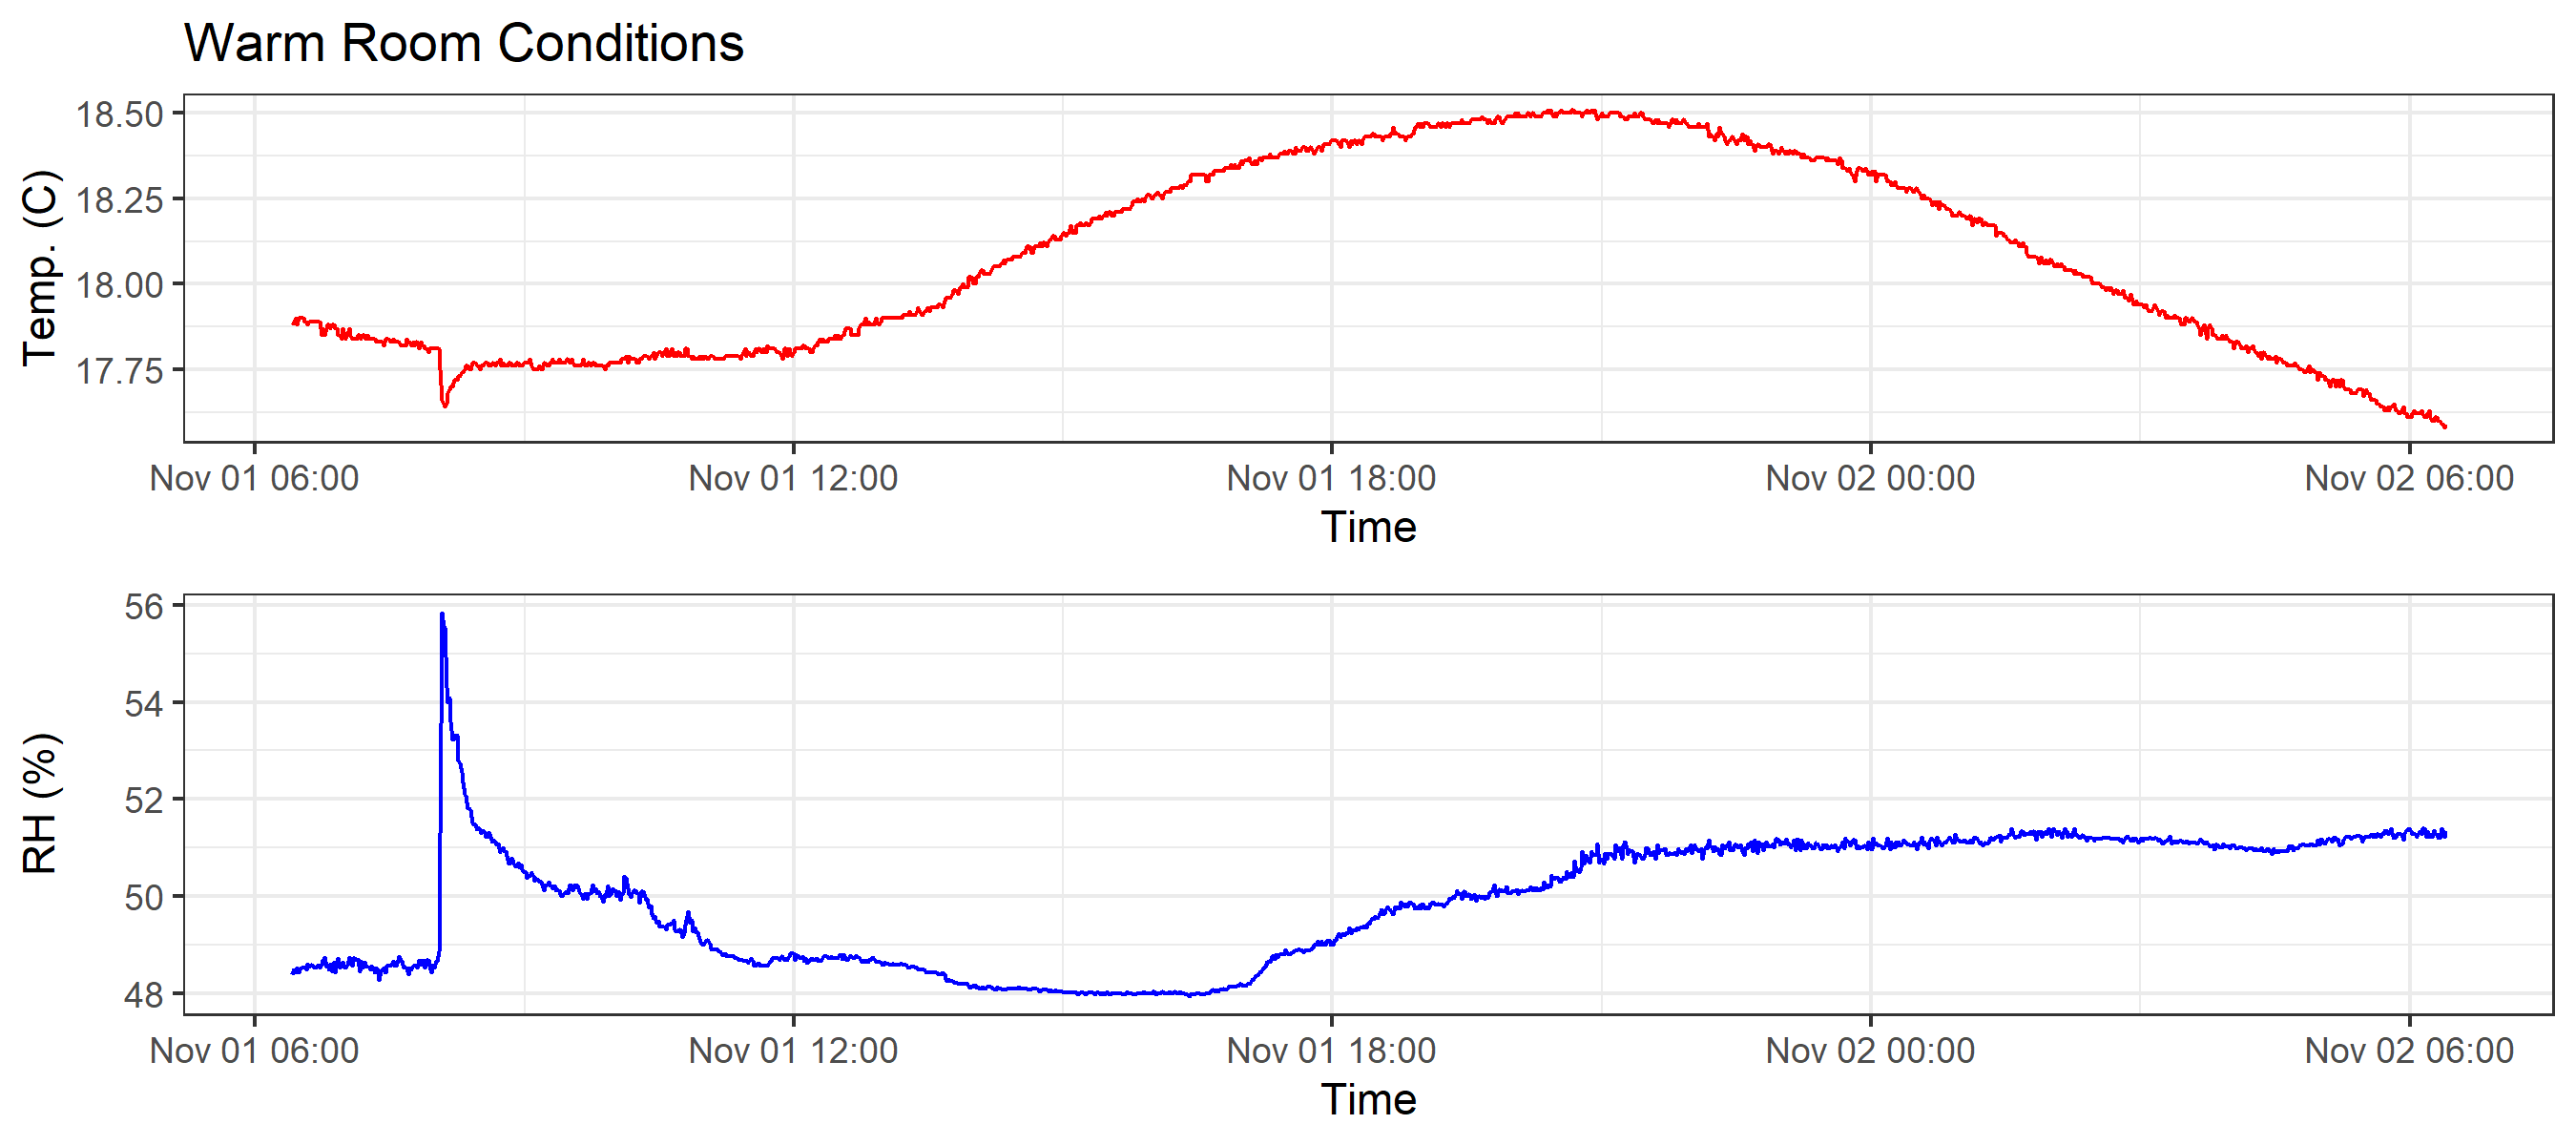 Warm Room Conditions
18.50
18.25
18.00
17.75
Temp. (C)
Nov 01 06:00 Nov 01 12:00 Nov 01 18:00 Nov 02 00:00 Nov 02 06:00
Time
56
54
52
50
48
RH (%)
Nov 01 06:00 Nov 01 12:00 Nov 01 18:00 Nov 02 00:00 Nov 02 06:00
Time